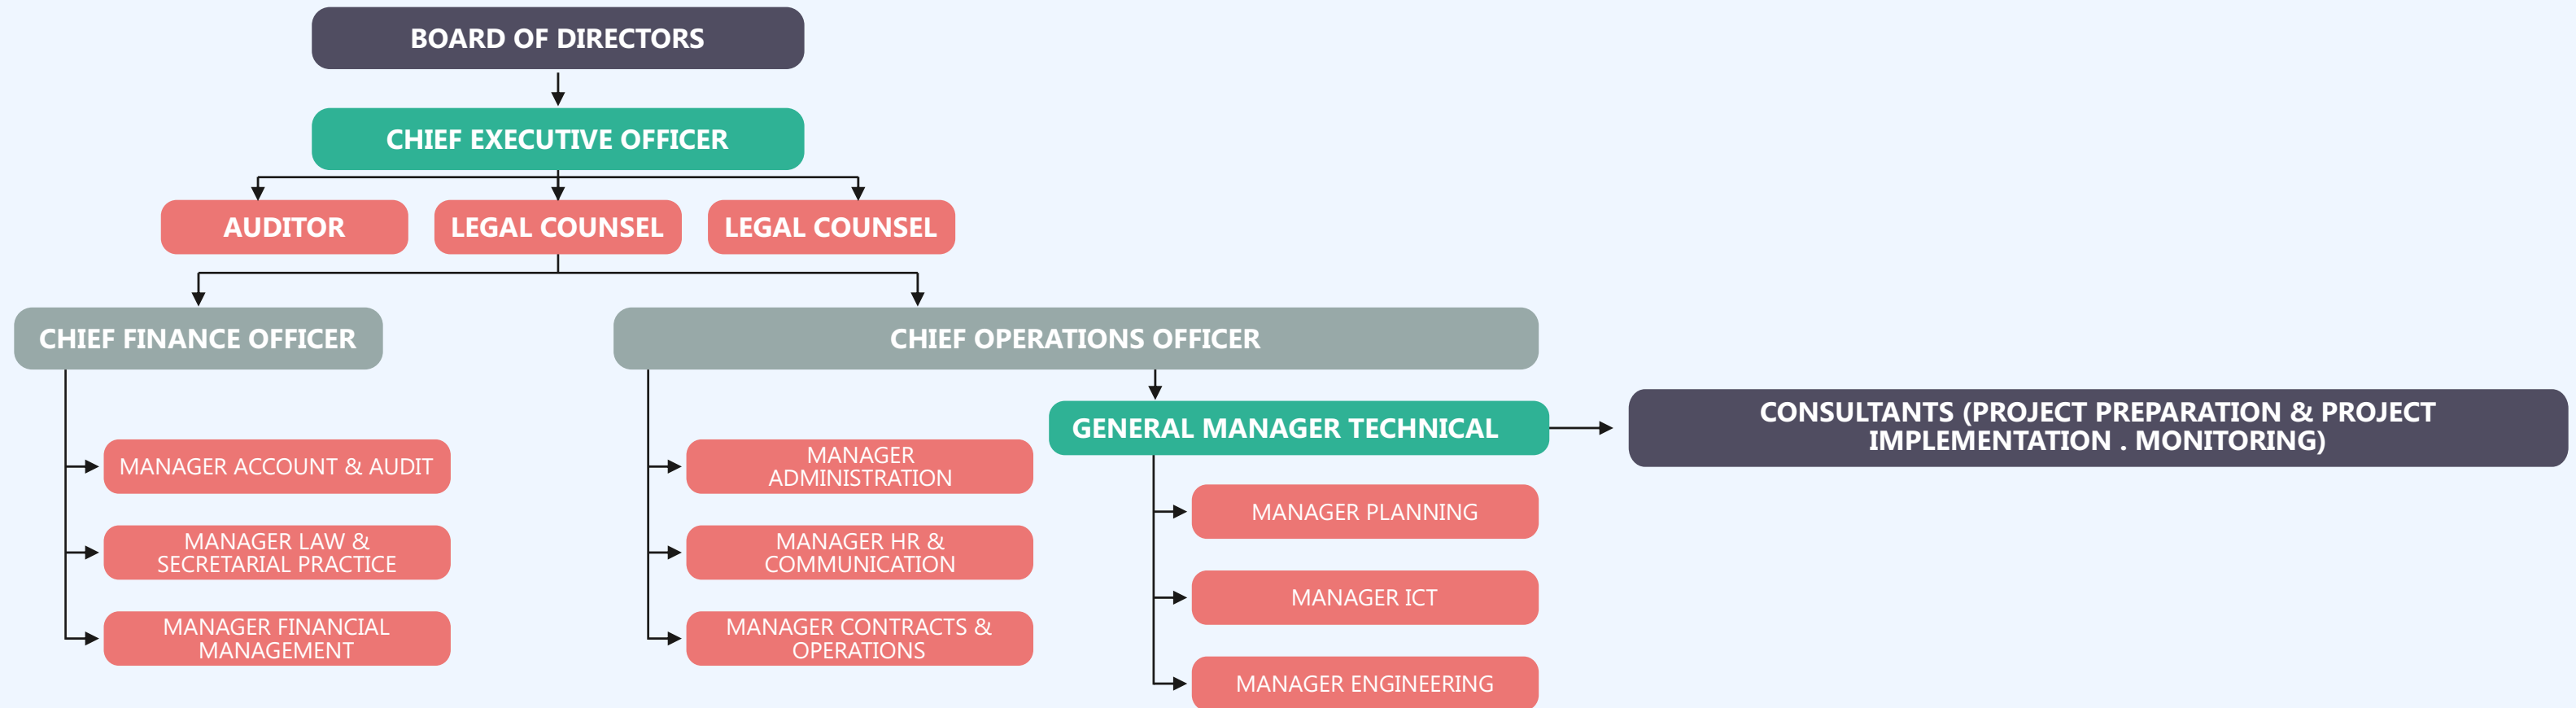 BOARD OF DIRECTORS
CHIEF EXECUTIVE OFFICER
AUDITOR
LEGAL COUNSEL
LEGAL COUNSEL
CHIEF FINANCE OFFICER
CHIEF OPERATIONS OFFICER
MANAGER ACCOUNT & AUDIT
MANAGER LAW &
SECRETARIAL PRACTICE
MANAGER FINANCIAL
MANAGEMENT
MANAGER
ADMINISTRATION
MANAGER HR &
COMMUNICATION
MANAGER CONTRACTS &
OPERATIONS
GENERAL MANAGER TECHNICAL
MANAGER PLANNING
MANAGER ICT
MANAGER ENGINEERING
CONSULTANTS (PROJECT PREPARATION & PROJECT
IMPLEMENTATION . MONITORING)